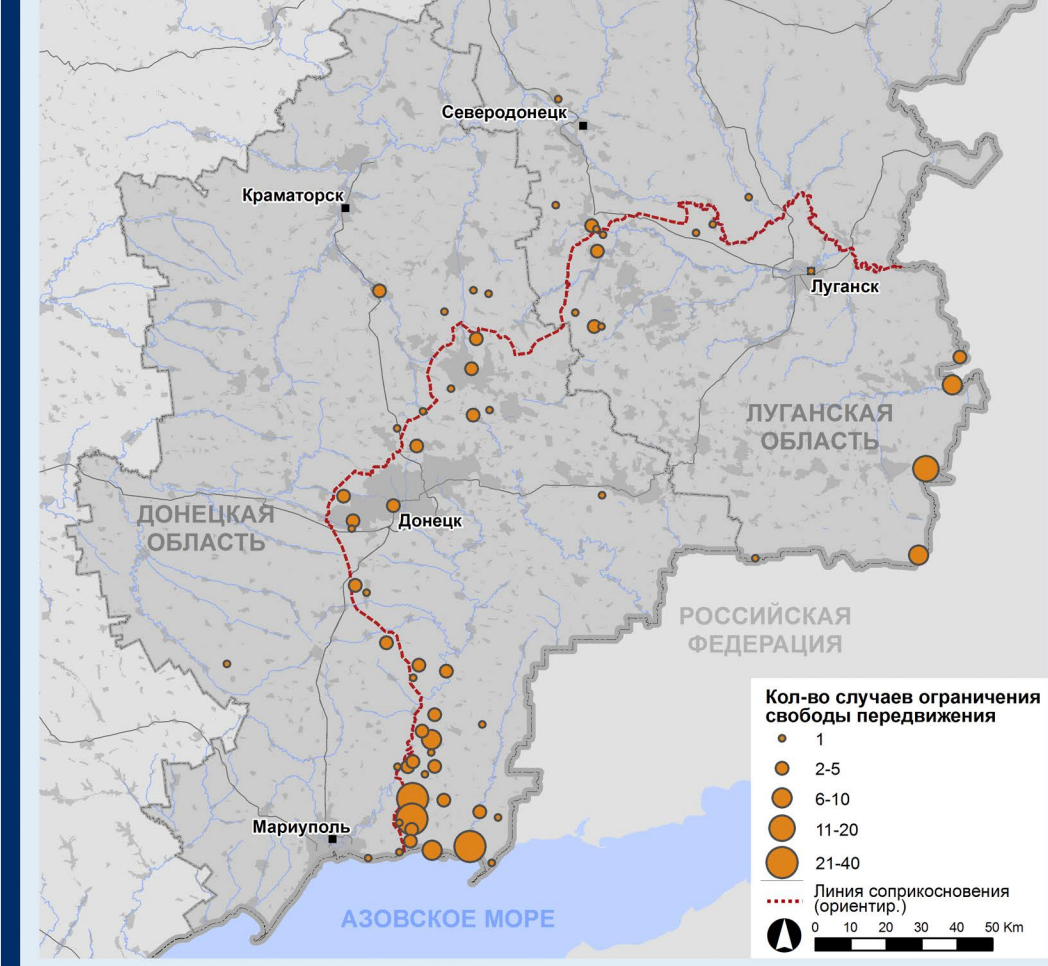 Северодонецк
Краматорск
Луганск
ЛУГАНСКАЯ
ОБЛАСТЬ
ДОНЕЦКАЯ
ОБЛАСТЬ
Донецк
РОССИЙСКАЯ
ФЕДЕРАЦИЯ
Мариуполь
АЗОВСКОЕ МОРЕ
Кол-во случаев ограничения
свободы передвижения
1
2-5
6-10
11-20
21-40
Линия соприкосновения
(ориентир.)
0 10 20 30 40 50 Km